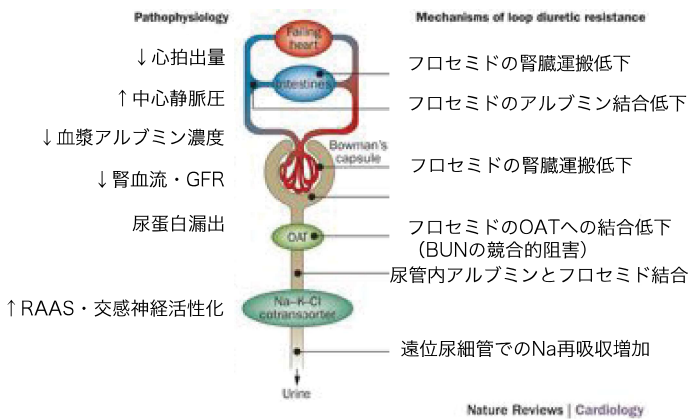 Pathophysiology
Mechanisms of loop diuretic resistance
Failing
heart
↓心拍出量
フロセミドの腎臓運搬低下
Intestines
↑中心静脈圧
フロセミドのアルブミン結合低下
↓血漿アルブミン濃度
Bowman's
capsule
フロセミドの腎臓運搬低下
↓腎血流・GFR
尿蛋白漏出
フロセミドのOATへの結合低下
OAT
（BUNの競合的阻害）
尿管内アルブミンとフロセミド結合
↑RAAS・交感神経活性化
Na–K–Cl
cotransporter
遠位尿細管でのNa再吸収増加
Urine
Nature Reviews | Cardiology